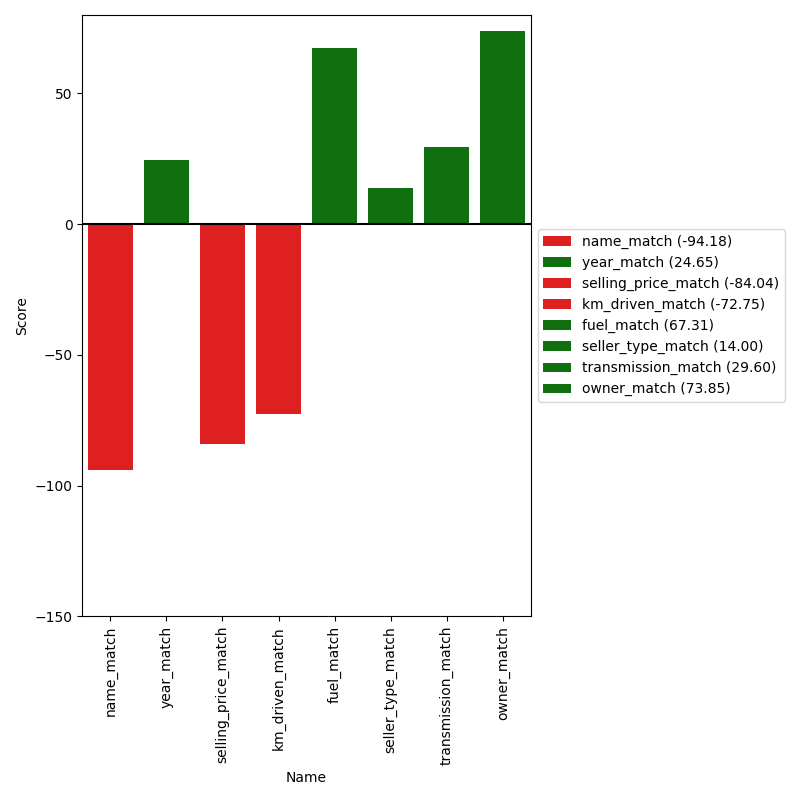 50
0
−50
−100
−150
Score
name_match
year_match
selling_price_match
km_driven_match
fuel_match
seller_type_match
transmission_match
owner_match
Name
name_match (-94.18)
year_match (24.65)
selling_price_match (-84.04)
km_driven_match (-72.75)
fuel_match (67.31)
seller_type_match (14.00)
transmission_match (29.60)
owner_match (73.85)